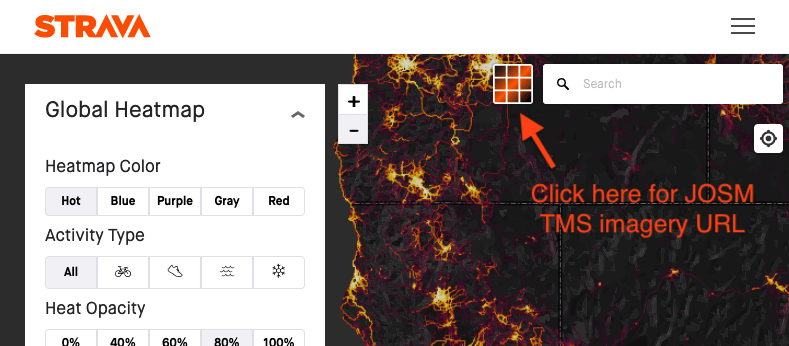 STRAVA
Global Heatmap
Heatmap Color
Hot Blue Purple Gray Red
Activity Type
All
Heat Opacity
0% 40% 60% 80% 100%
+
−
Search
Click here for JOSM
TMS imagery URL